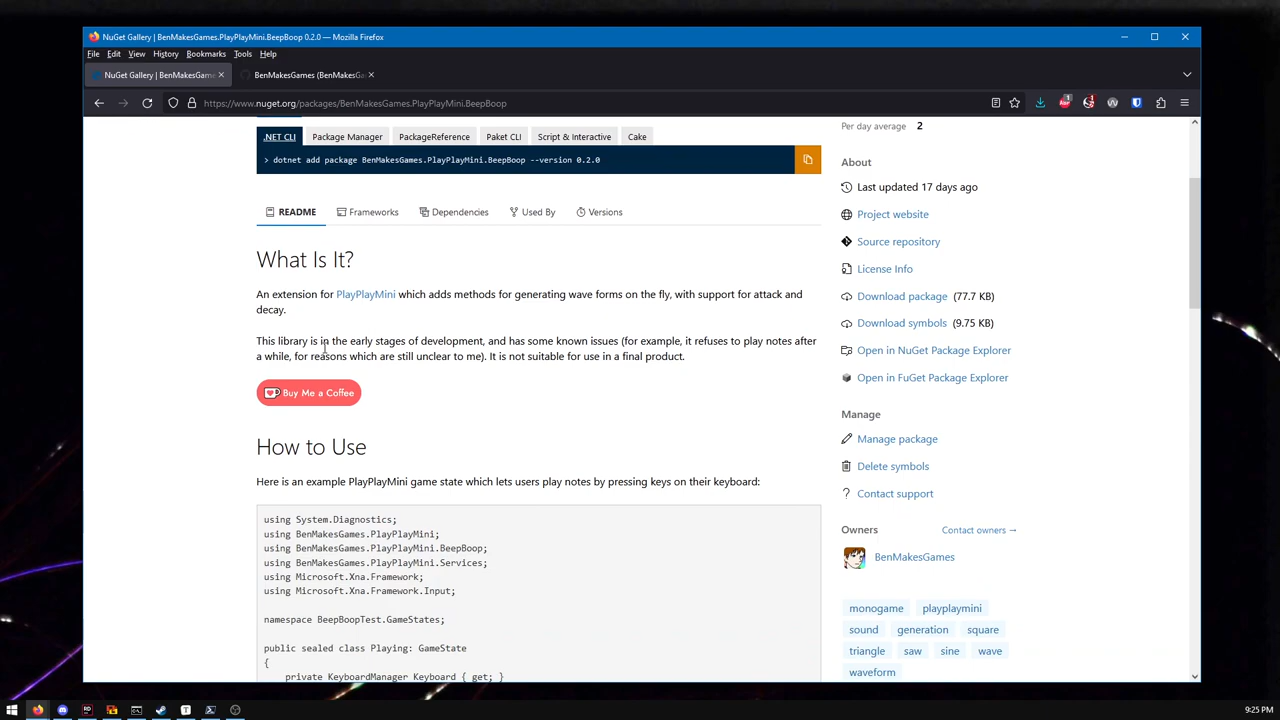 NuGet Gallery | BenMakesGames.PlayPlayMini.BeepBoop 0.2.0 — Mozilla Firefox
File Edit View History Bookmarks Tools Help
NuGet Gallery | BenMakesGame
BenMakesGames (BenMakesGa
https://www.nuget.org/packages/BenMakesGames.PlayPlayMini.BeepBoop
1
1
.NET CLI Package Manager PackageReference Paket CLI Script & Interactive Cake
> dotnet add package BenMakesGames.PlayPlayMini.BeepBoop --version 0.2.0
README Frameworks Dependencies Used By Versions
What Is It?
An extension for PlayPlayMini which adds methods for generating wave forms on the fly, with support for attack and
decay.
This library is in the early stages of development, and has some known issues (for example, it refuses to play notes after
a while, for reasons which are still unclear to me). It is not suitable for use in a final product.
Buy Me a Coffee
How to Use
Here is an example PlayPlayMini game state which lets users play notes by pressing keys on their keyboard:
using System.Diagnostics;
using BenMakesGames.PlayPlayMini;
using BenMakesGames.PlayPlayMini.BeepBoop;
using BenMakesGames.PlayPlayMini.Services;
using Microsoft.Xna.Framework;
using Microsoft.Xna.Framework.Input;
namespace BeepBoopTest.GameStates;
public sealed class Playing: GameState
{
private KeyboardManager Keyboard { get; }
Per day average 2
About
Last updated 17 days ago
Project website
Source repository
License Info
Download package (77.7 KB)
Download symbols (9.75 KB)
Open in NuGet Package Explorer
Open in FuGet Package Explorer
Manage
Manage package
Delete symbols
Contact support
Owners Contact owners →
BenMakesGames
monogame playplaymini
sound generation square
triangle saw sine wave
waveform
9:25 PM